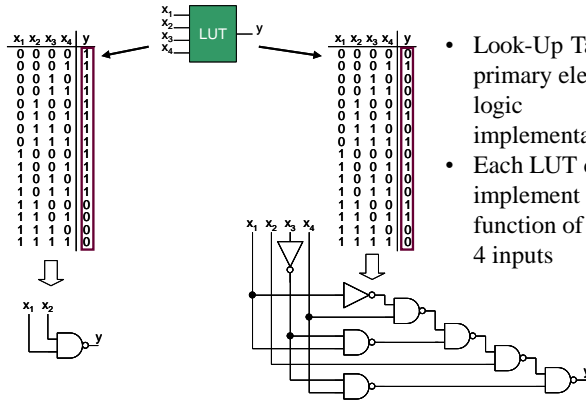 x1
x2
x3
x4
LUT
y
x1 x2 x3 x4 y
0 0 0 0 1
0 0 0 1 1
0 0 1 0 1
0 0 1 1 1
0 1 0 0 1
0 1 0 1 1
0 1 1 0 1
0 1 1 1 1
1 0 0 0 1
1 0 0 1 1
1 0 1 0 1
1 0 1 1 1
1 1 0 0 0
1 1 0 1 0
1 1 1 0 0
1 1 1 1 0
x1 x2 x3 x4 y
0 0 0 0 0
0 0 0 1 1
0 0 1 0 0
0 0 1 1 0
0 1 0 0 0
0 1 0 1 1
0 1 1 0 0
0 1 1 1 1
1 0 0 0 0
1 0 0 1 1
1 0 1 0 0
1 0 1 1 0
1 1 0 0 1
1 1 0 1 1
1 1 1 0 0
1 1 1 1 0
• Look-Up Ta
primary ele
logic
implementa
• Each LUT c
implement
function of
4 inputs
x1 x2
y
x1 x2 x3 x4
y